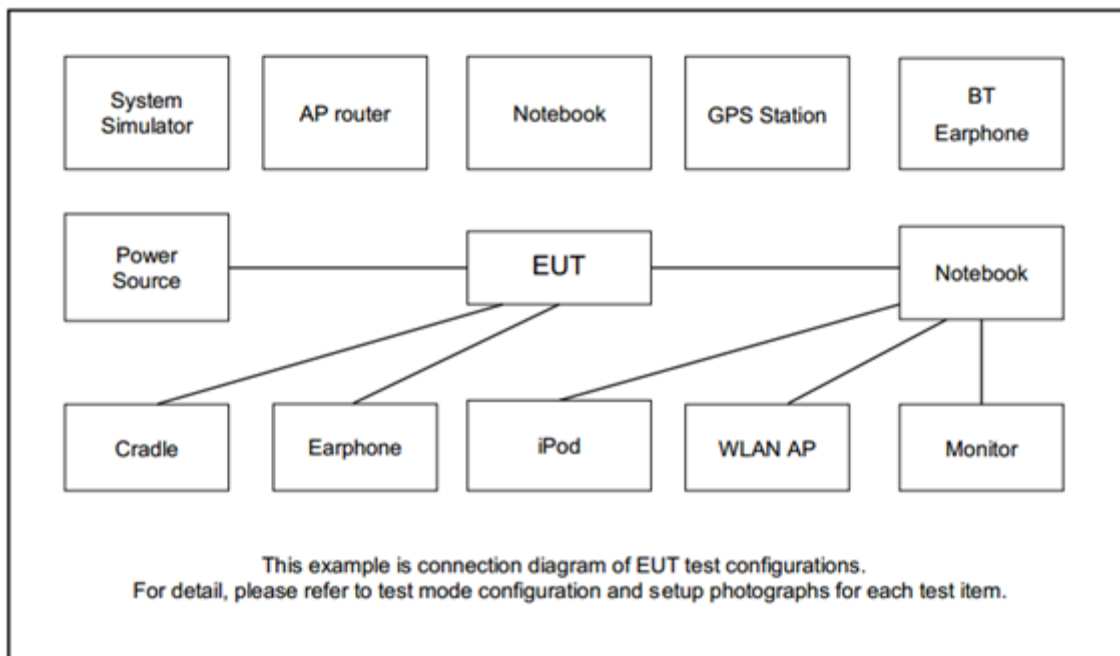 System
Simulator
AP router
Notebook
GPS Station
BT
Earphone
Power
Source
EUT
Notebook
Cradle
Earphone
iPod
WLAN AP
Monitor
This example is connection diagram of EUT test configurations.
For detail, please refer to test mode configuration and setup photographs for each test item.